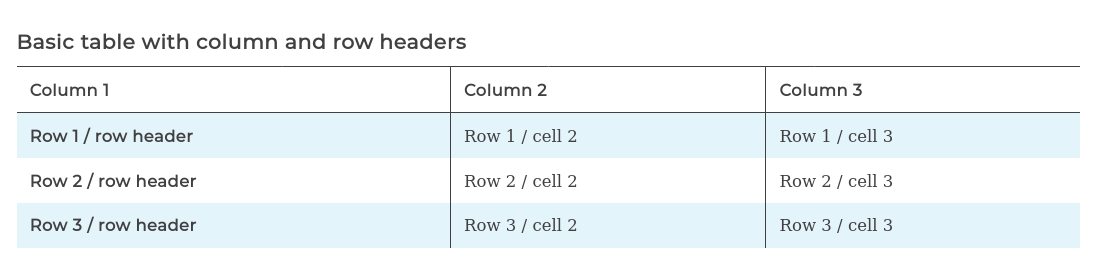 Basic table with column and row headers
Column 1 Column 2 Column 3
Row 1 / row header Row 1 / cell 2 Row 1 / cell 3
Row 2 / row header Row 2 / cell 2 Row 2 / cell 3
Row 3 / row header Row 3 / cell 2 Row 3 / cell 3